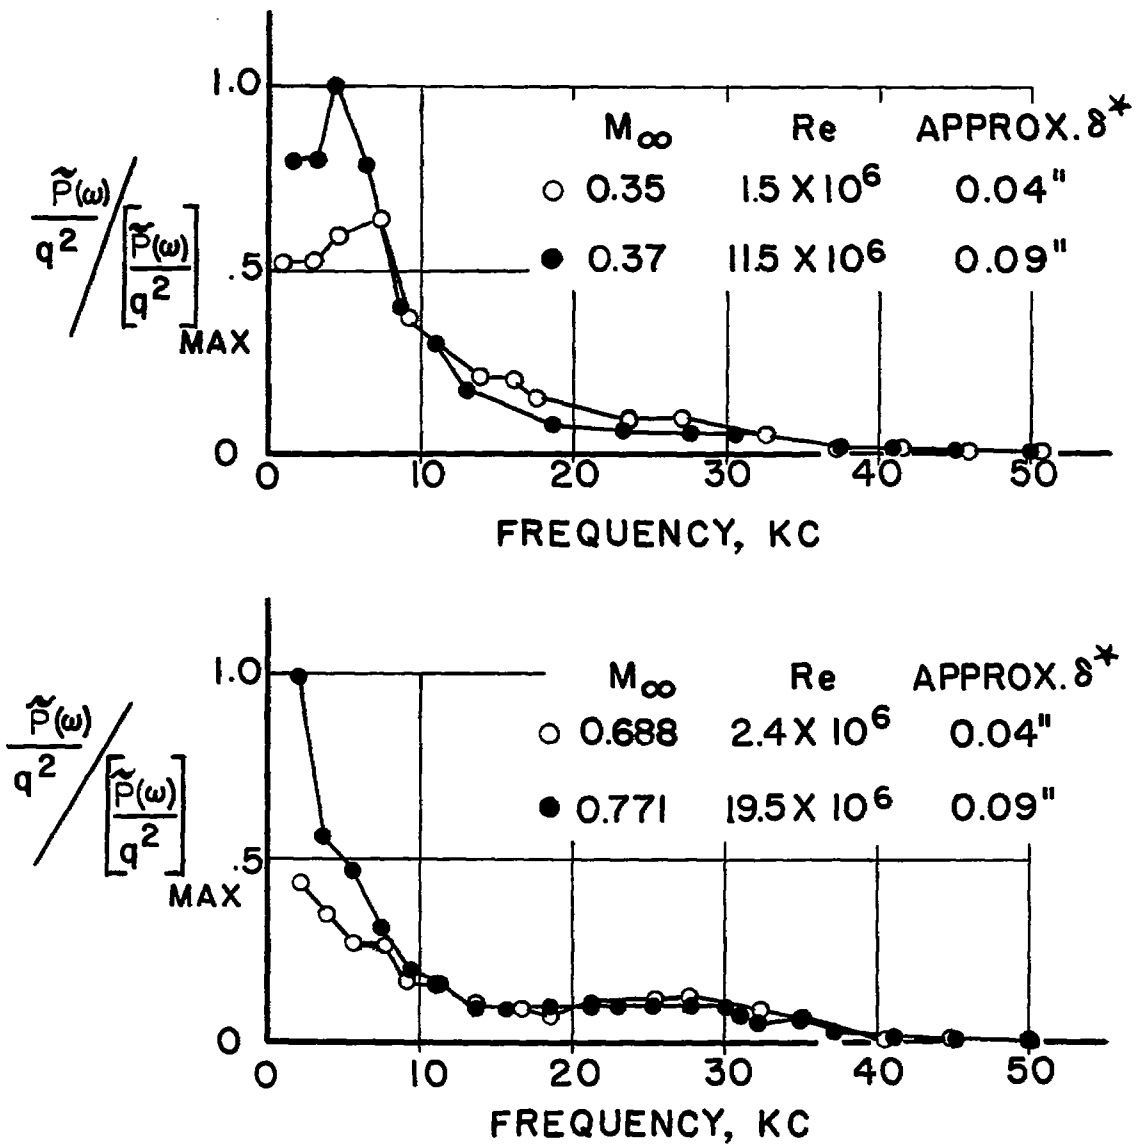 1.0
M∞ Re APPROX. δ*
○ 0.35 1.5 X 10⁶ 0.04"
● 0.37 11.5 X 10⁶ 0.09"
P̃(ω)/q² / [P̃(ω)/q²] MAX
.5
0
0 10 20 30 40 50
FREQUENCY, KC
1.0
M∞ Re APPROX. δ*
○ 0.688 2.4 X 10⁶ 0.04"
● 0.771 19.5 X 10⁶ 0.09"
P̃(ω)/q² / [P̃(ω)/q²] MAX
.5
0
0 10 20 30 40 50
FREQUENCY, KC